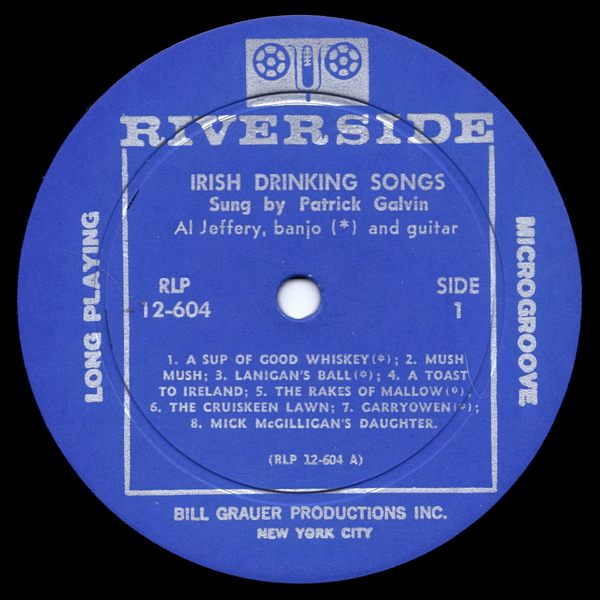 RIVERSIDE
IRISH DRINKING SONGS
Sung by Patrick Galvin
Al Jeffery, banjo (*) and guitar
LONG PLAYING
MICROGROOVE
RLP
12-604
SIDE
1
1. A SUP OF GOOD WHISKEY(*); 2. MUSH
MUSH; 3. LANIGAN'S BALL(*); 4. A TOAST
TO IRELAND; 5. THE RAKES OF MALLOW(*);
6. THE CRUISKEEN LAWN; 7. GARRYOWEN(*);
8. MICK McGILLIGAN'S DAUGHTER.
(RLP 12-604 A)
BILL GRAUER PRODUCTIONS INC.
NEW YORK CITY